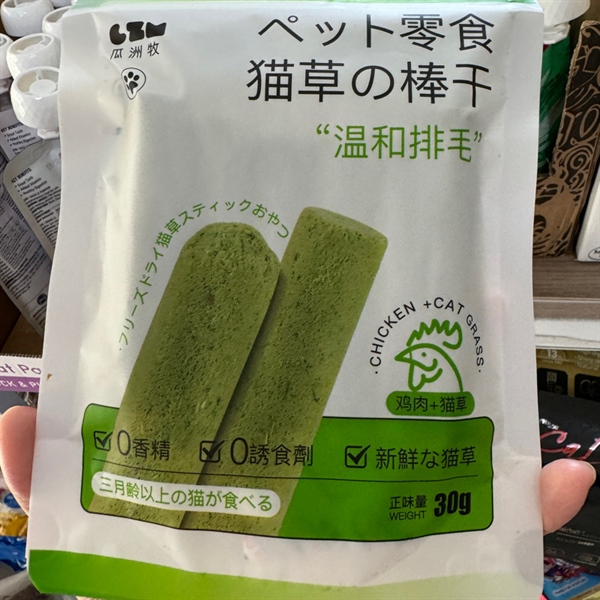 瓜洲牧
ペット零食
猫草の棒干
“温和排毛”
・フリーズドライ猫草スティックおやつ
・CHICKEN +CAT GRASS・
鸡肉+猫草
0香精
0誘食劑
新鮮な猫草
三月齢以上の猫が食べる
正味量
WEIGHT 30g